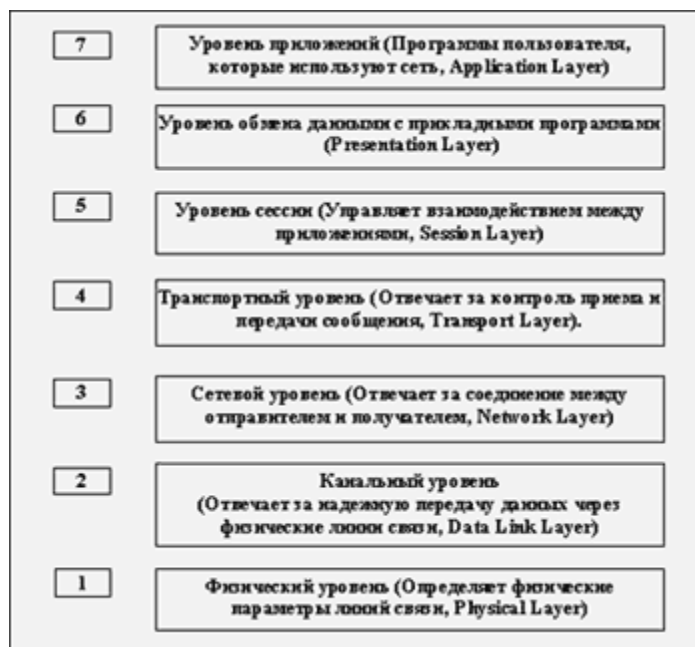 7
Уровень приложений (Программы пользователя,
которые используют сеть, Application Layer)
6
Уровень обмена данными с прикладными программами
(Presentation Layer)
5
Уровень сессии (Управляет взаимодействием между
приложениями, Session Layer)
4
Транспортный уровень (Отвечает за контроль приема и
передачи сообщения, Transport Layer).
3
Сетевой уровень (Отвечает за соединение между
отправителем и получателем, Network Layer)
2
Канальный уровень
(Отвечает за надежную передачу данных через
физические линии связи, Data Link Layer)
1
Физический уровень (Определяет физические
параметры линий связи, Physical Layer)